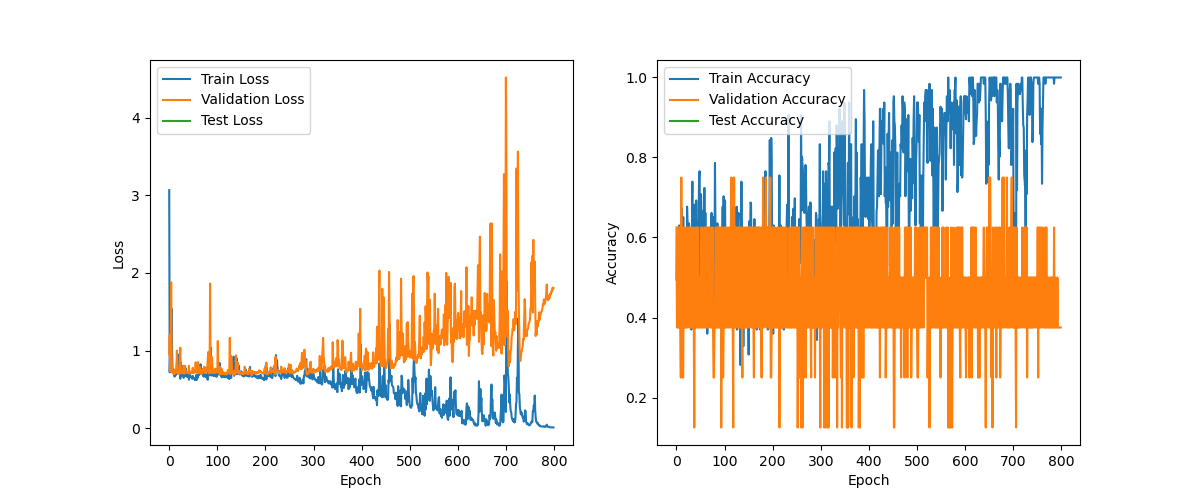 Train Loss
Validation Loss
Test Loss
4
3
2
1
0
Loss
0 100 200 300 400 500 600 700 800
Epoch
Train Accuracy
Validation Accuracy
Test Accuracy
1.0
0.8
0.6
0.4
0.2
Accuracy
0 100 200 300 400 500 600 700 800
Epoch